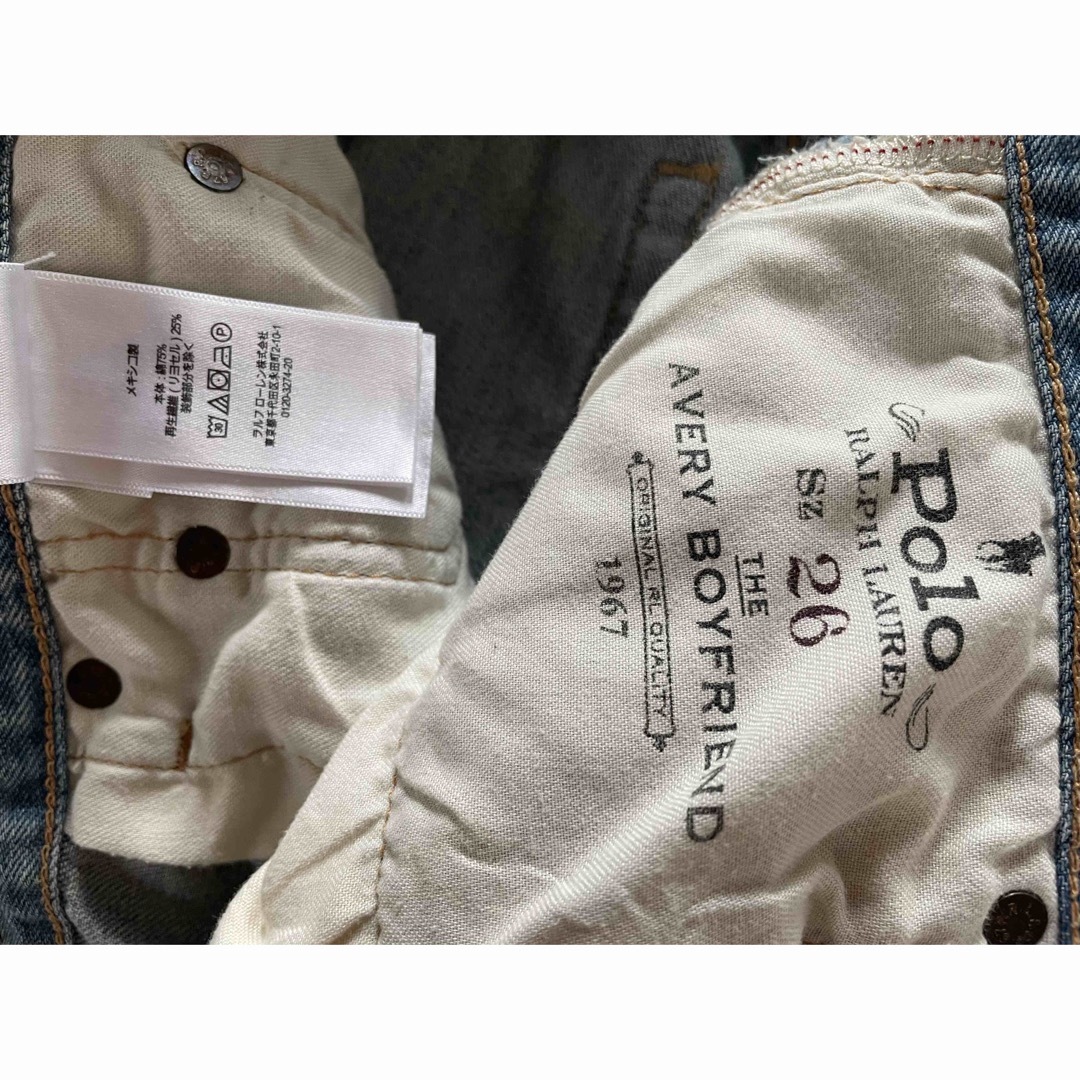 メキシコ製
本体 : 綿75%
再生繊維 ( リヨセル ) 25%
装飾部分を除く
30
P
ラルフ ローレン株式会社
東京都千代田区永田町2-10-1
0120-3274-20
Polo
RALPH LAUREN
SZ 26
THE
AVERY BOYFRIEND
ORIGINAL RL QUALITY
1967